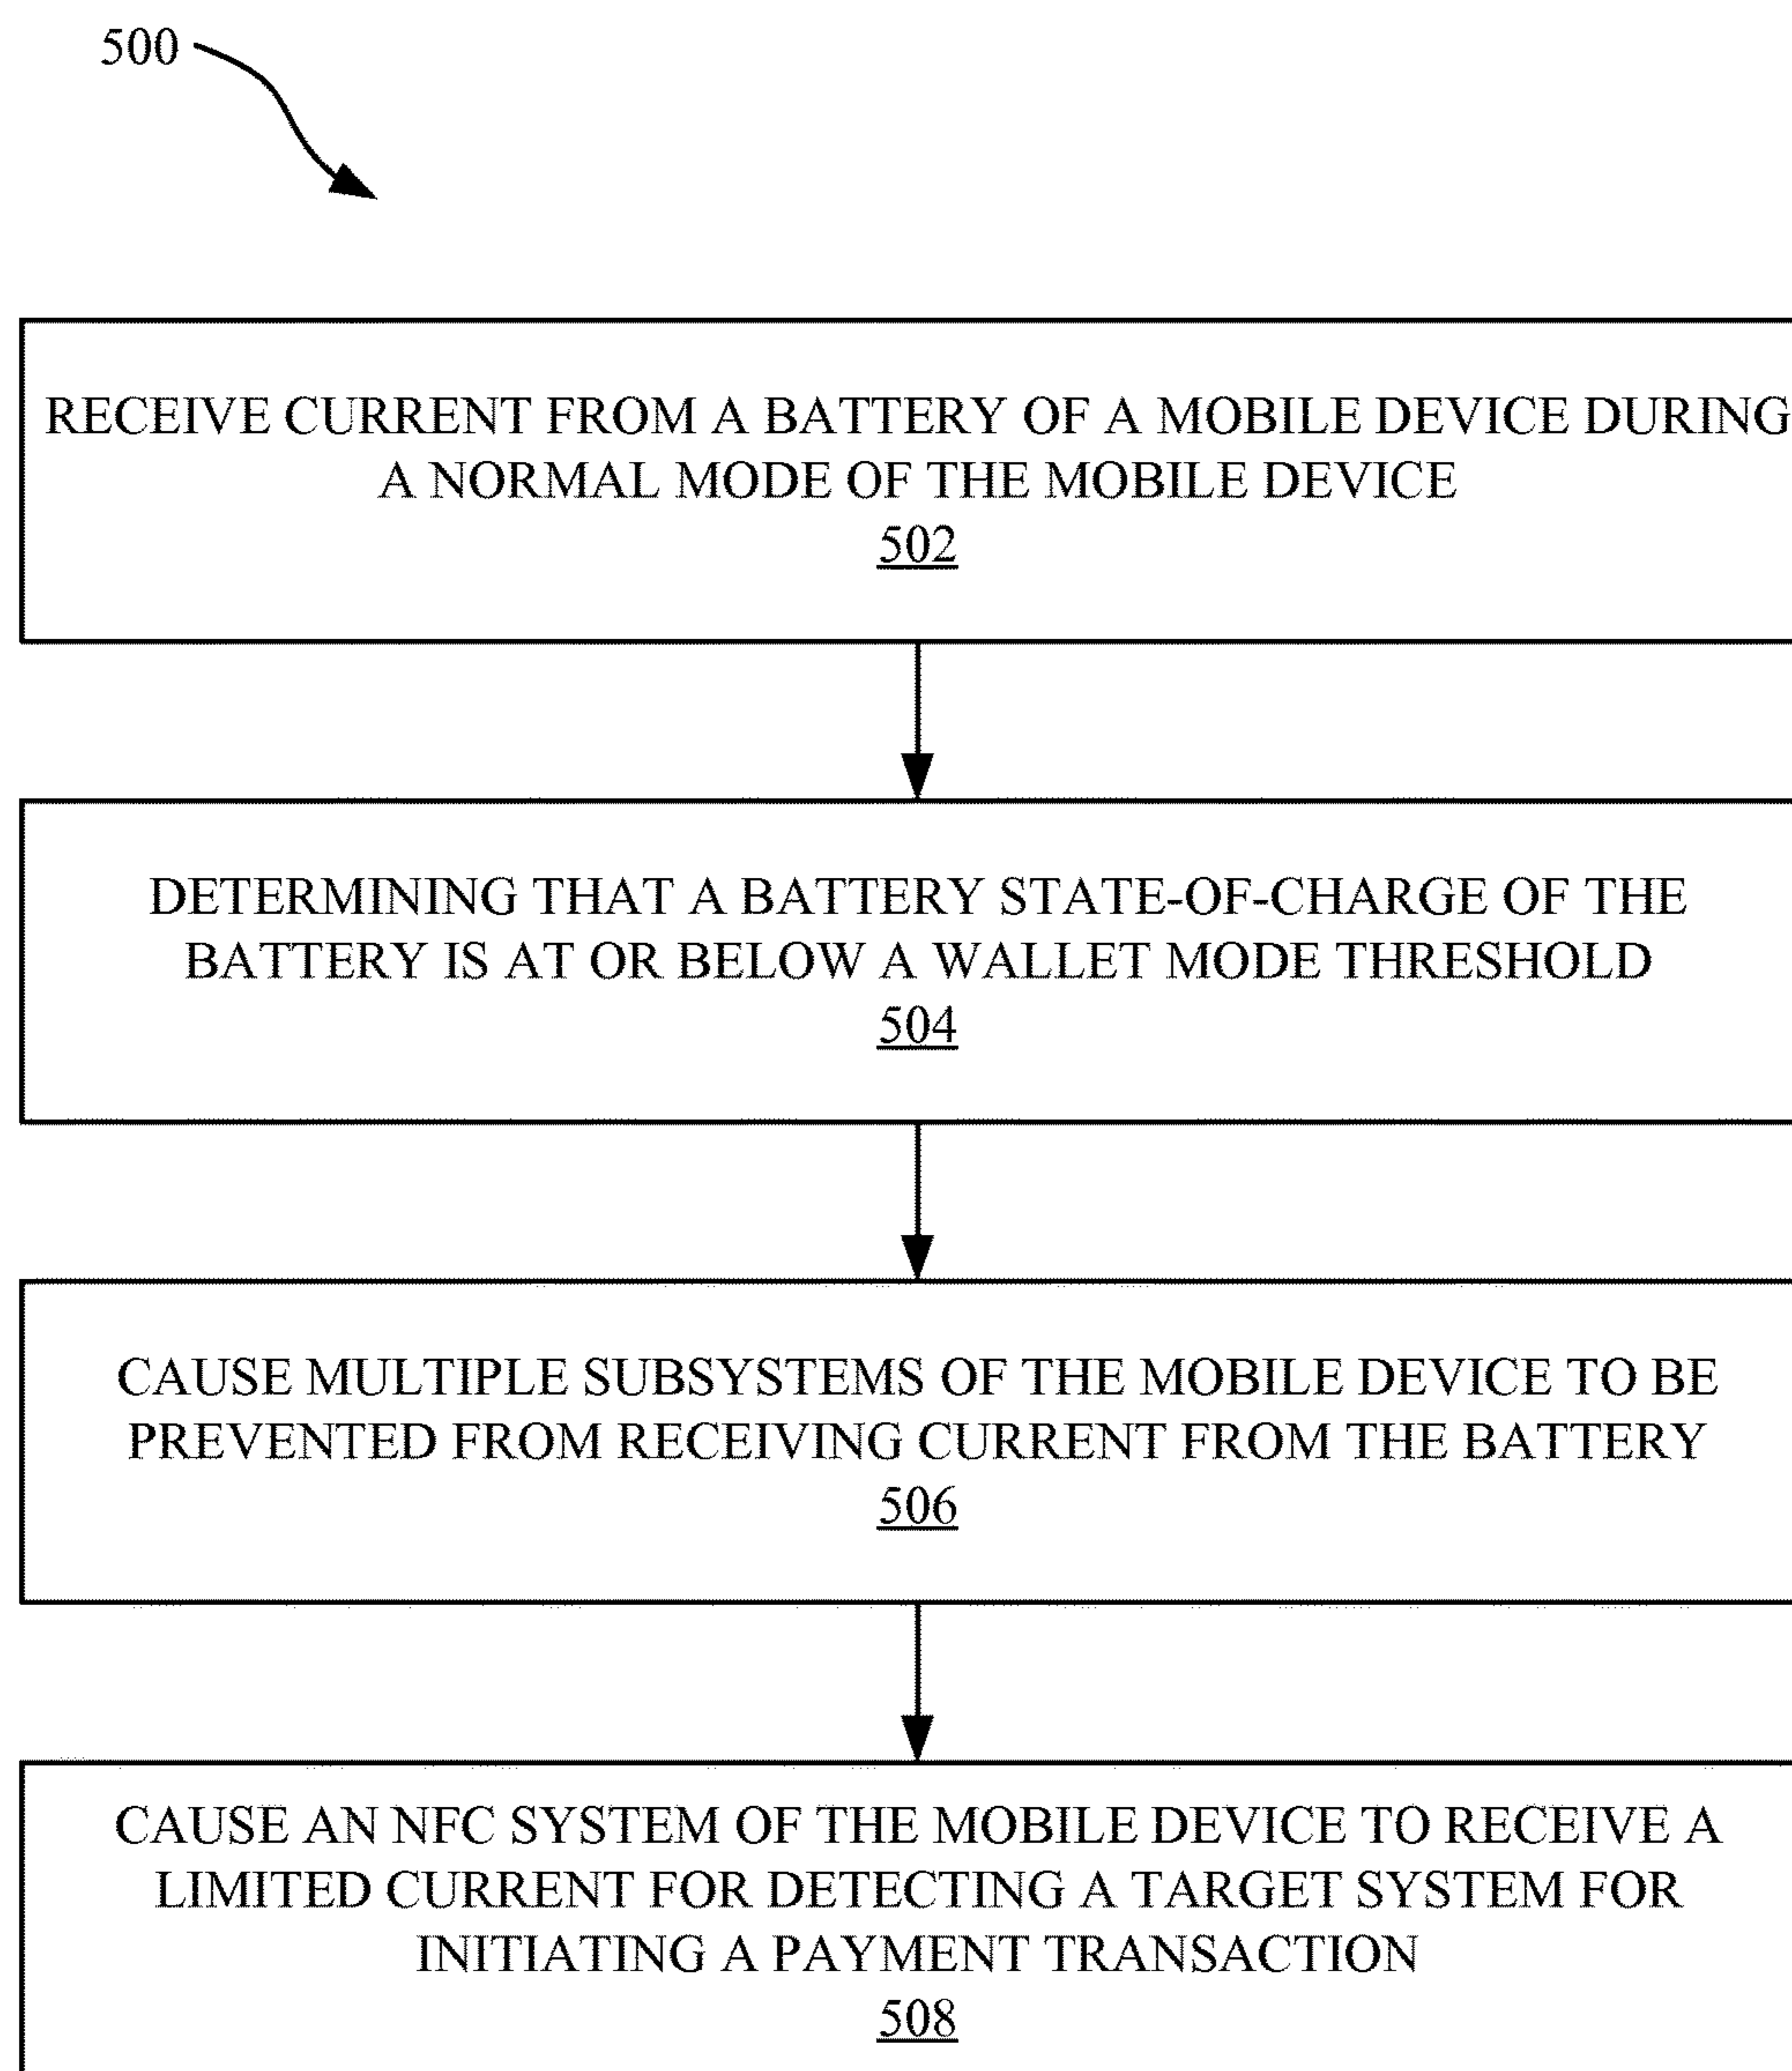 500
RECEIVE CURRENT FROM A BATTERY OF A MOBILE DEVICE DURING
A NORMAL MODE OF THE MOBILE DEVICE
502
DETERMINING THAT A BATTERY STATE-OF-CHARGE OF THE
BATTERY IS AT OR BELOW A WALLET MODE THRESHOLD
504
CAUSE MULTIPLE SUBSYSTEMS OF THE MOBILE DEVICE TO BE
PREVENTED FROM RECEIVING CURRENT FROM THE BATTERY
506
CAUSE AN NFC SYSTEM OF THE MOBILE DEVICE TO RECEIVE A
LIMITED CURRENT FOR DETECTING A TARGET SYSTEM FOR
INITIATING A PAYMENT TRANSACTION
508